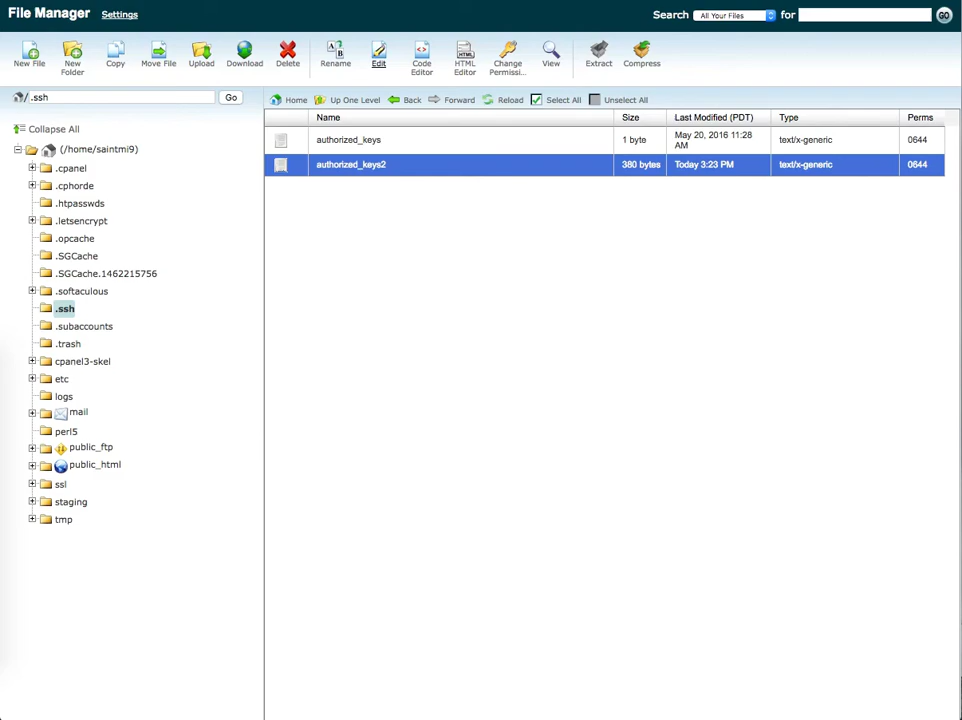 File Manager Settings Search All Your Files for GO
New File New Folder Copy Move File Upload Download Delete Rename Edit Code Editor HTML Editor Change Permissi... View Extract Compress
/ .ssh Go Home Up One Level Back Forward Reload Select All Unselect All
Collapse All
(/home/saintmi9)
.cpanel
.cphorde
.htpasswds
.letsencrypt
.opcache
.SGCache
.SGCache.1462215756
.softaculous
.ssh
.subaccounts
.trash
cpanel3-skel
etc
logs
mail
perl5
public_ftp
public_html
ssl
staging
tmp
Name Size Last Modified (PDT) Type Perms
authorized_keys 1 byte May 20, 2016 11:28 AM text/x-generic 0644
authorized_keys2 380 bytes Today 3:23 PM text/x-generic 0644